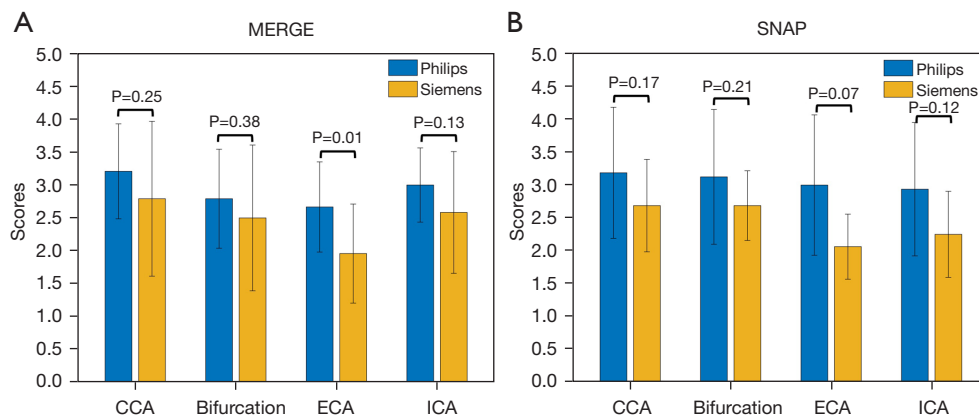 A
MERGE
Scores
5.0
4.5
4.0
3.5
3.0
2.5
2.0
1.5
1.0
0.5
0.0
Philips
Siemens
P=0.25
P=0.38
P=0.01
P=0.13
CCA
Bifurcation
ECA
ICA
B
SNAP
Scores
5.0
4.5
4.0
3.5
3.0
2.5
2.0
1.5
1.0
0.5
0.0
Philips
Siemens
P=0.17
P=0.21
P=0.07
P=0.12
CCA
Bifurcation
ECA
ICA